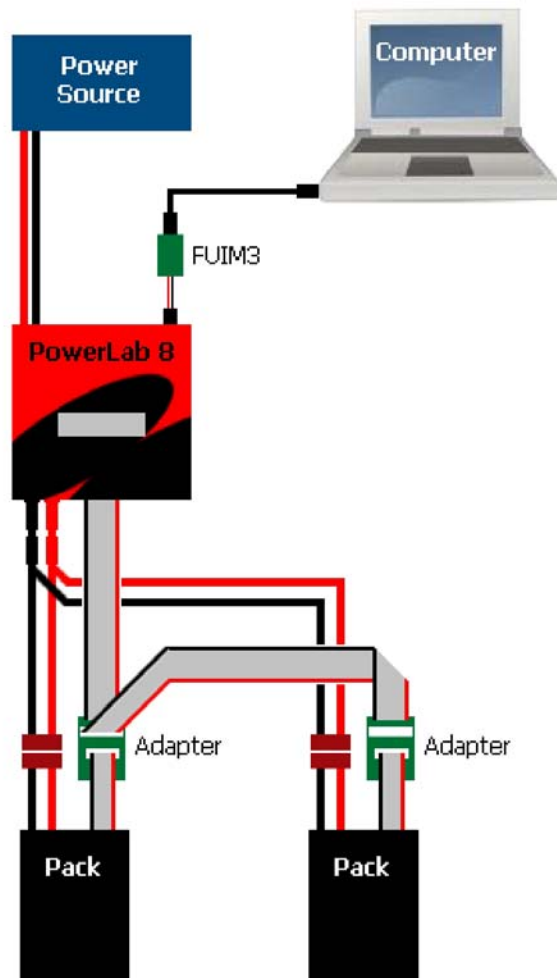 Power
Source
Computer
FUIM3
PowerLab 8
Adapter
Adapter
Pack
Pack